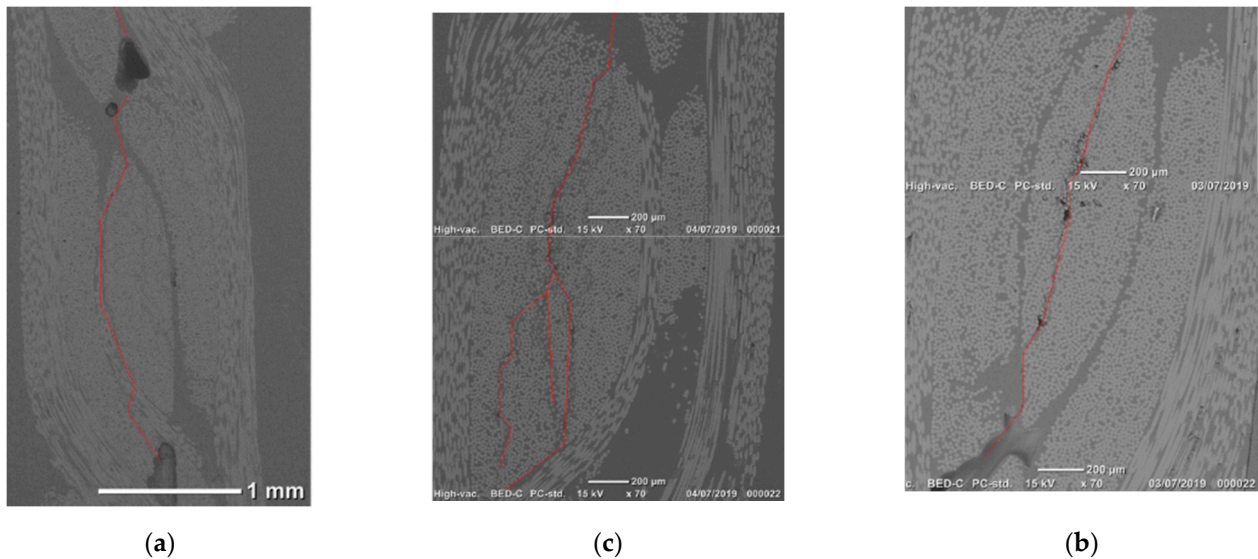 1 mm
(a)
200 μm
High-vac. BED-C PC-std. 15 kV x 70 04/07/2019 000021
200 μm
High-vac. BED-C PC-std. 15 kV x 70 04/07/2019 000022
(c)
200 μm
High-vac. BED-C PC-std. 15 kV x 70 03/07/2019
200 μm
c. BED-C PC-std. 15 kV x 70 03/07/2019 000022
(b)